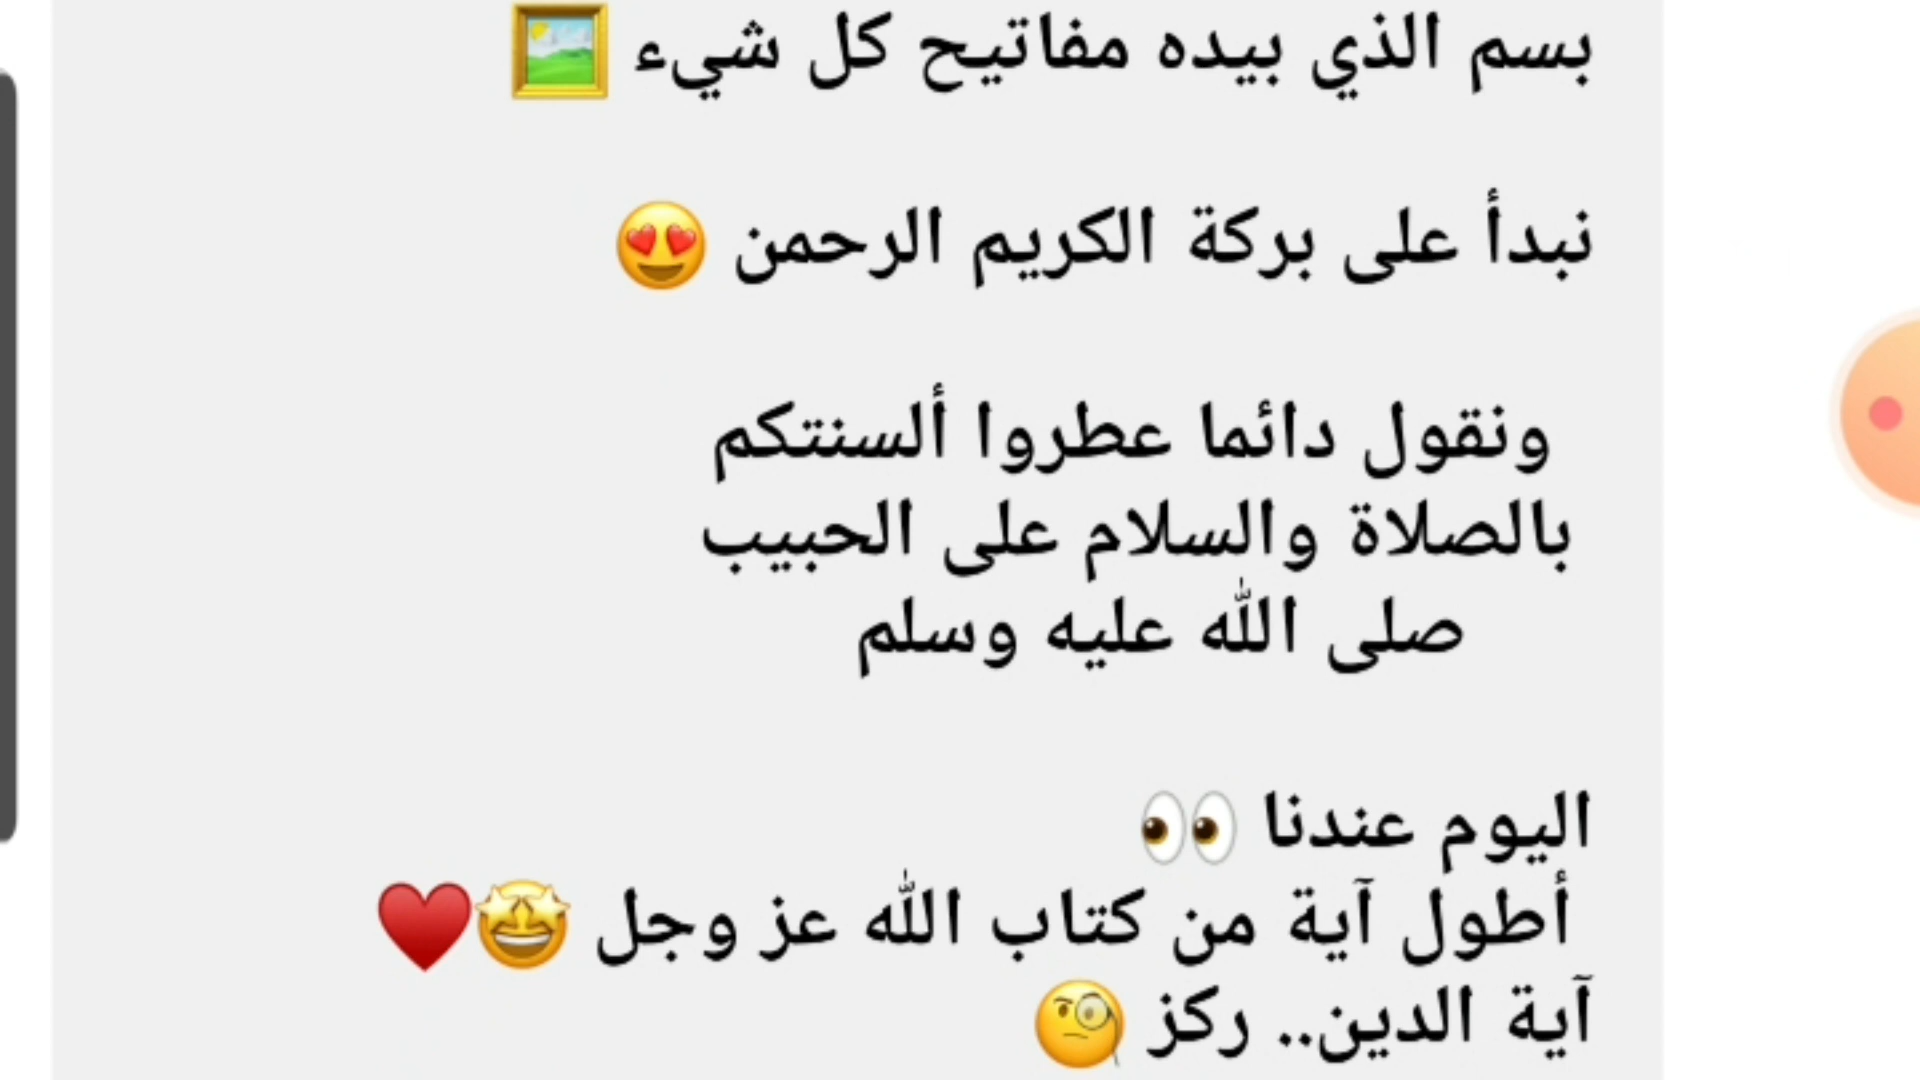 بسم الذي بيده مفاتيح كل شيء 🖼️
نبدأ على بركة الكريم الرحمن 😍
ونقول دائما عطروا ألسنتكم
بالصلاة والسلام على الحبيب
صلى الله عليه وسلم
اليوم عندنا 👀
أطول آية من كتاب الله عز وجل 🤩♥️
آية الدين.. ركز 🧐